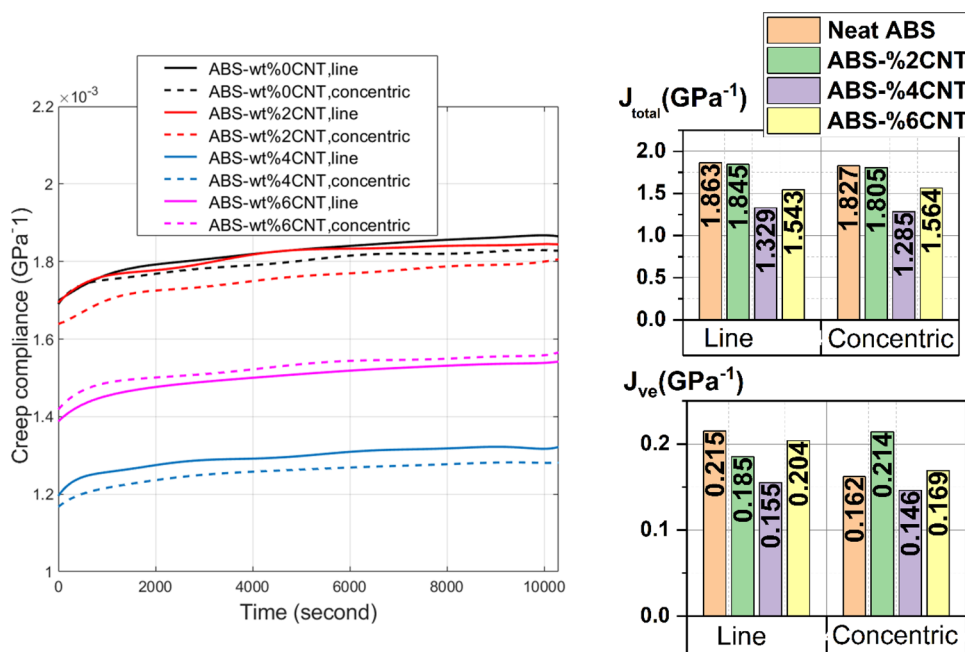 ABS-wt%0CNT,line
ABS-wt%0CNT,concentric
ABS-wt%2CNT,line
ABS-wt%2CNT,concentric
ABS-wt%4CNT,line
ABS-wt%4CNT,concentric
ABS-wt%6CNT,line
ABS-wt%6CNT,concentric
×10⁻³
2.2
2
1.8
1.6
1.4
1.2
1
Creep compliance (GPa⁻1)
0
2000
4000
6000
8000
10000
Time (second)
Neat ABS
ABS-%2CNT
ABS-%4CNT
ABS-%6CNT
J_total(GPa⁻¹)
2.0
1.5
1.0
0.5
0.0
1.863
1.845
1.329
1.543
1.827
1.805
1.285
1.564
Line
Concentric
J_ve(GPa⁻¹)
0.2
0.1
0.0
0.215
0.185
0.155
0.204
0.162
0.214
0.146
0.169
Line
Concentric